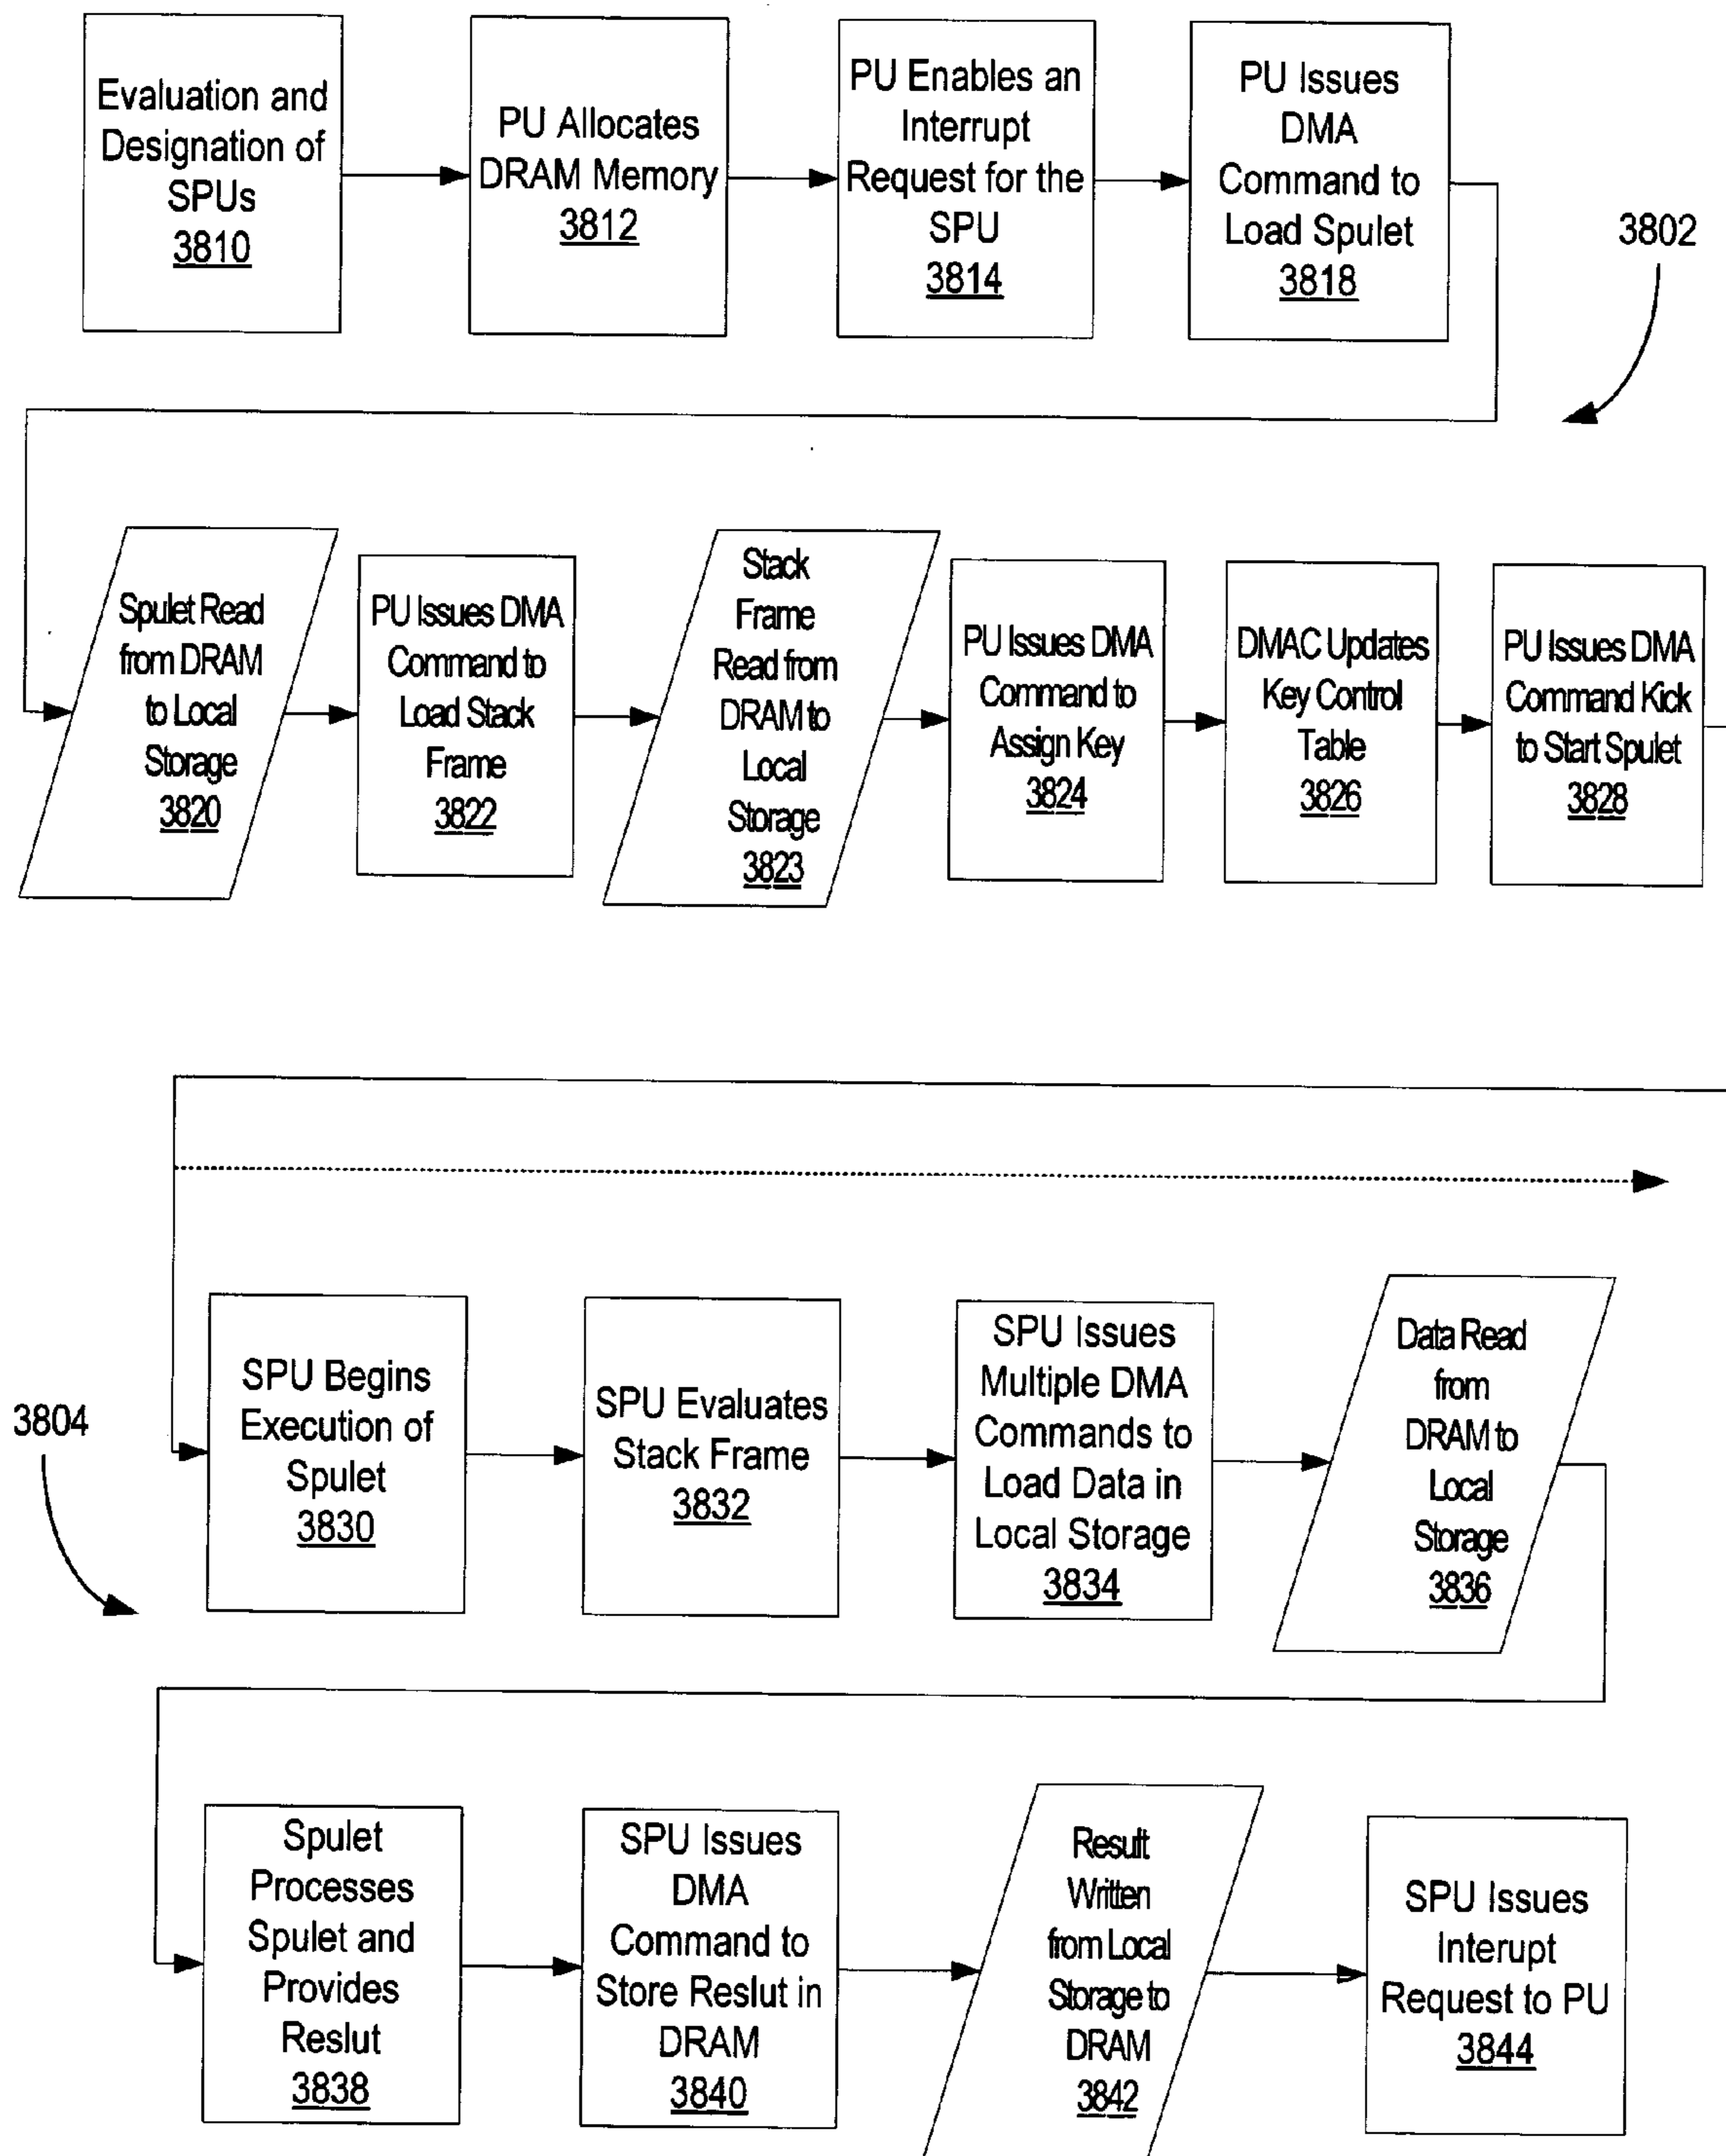 Evaluation and
Designation of
SPUs
3810
PU Allocates
DRAM Memory
3812
PU Enables an
Interrupt
Request for the
SPU
3814
PU Issues
DMA
Command to
Load Spulet
3818
3802
Spulet Read
from DRAM
to Local
Storage
3820
PU Issues DMA
Command to
Load Stack
Frame
3822
Stack
Frame
Read from
DRAM to
Local
Storage
3823
PU Issues DMA
Command to
Assign Key
3824
DMAC Updates
Key Control
Table
3826
PU Issues DMA
Command Kick
to Start Spulet
3828
3804
SPU Begins
Execution of
Spulet
3830
SPU Evaluates
Stack Frame
3832
SPU Issues
Multiple DMA
Commands to
Load Data in
Local Storage
3834
Data Read
from
DRAM to
Local
Storage
3836
Spulet
Processes
Spulet and
Provides
Reslut
3838
SPU Issues
DMA
Command to
Store Reslut in
DRAM
3840
Result
Written
from Local
Storage to
DRAM
3842
SPU Issues
Interupt
Request to PU
3844